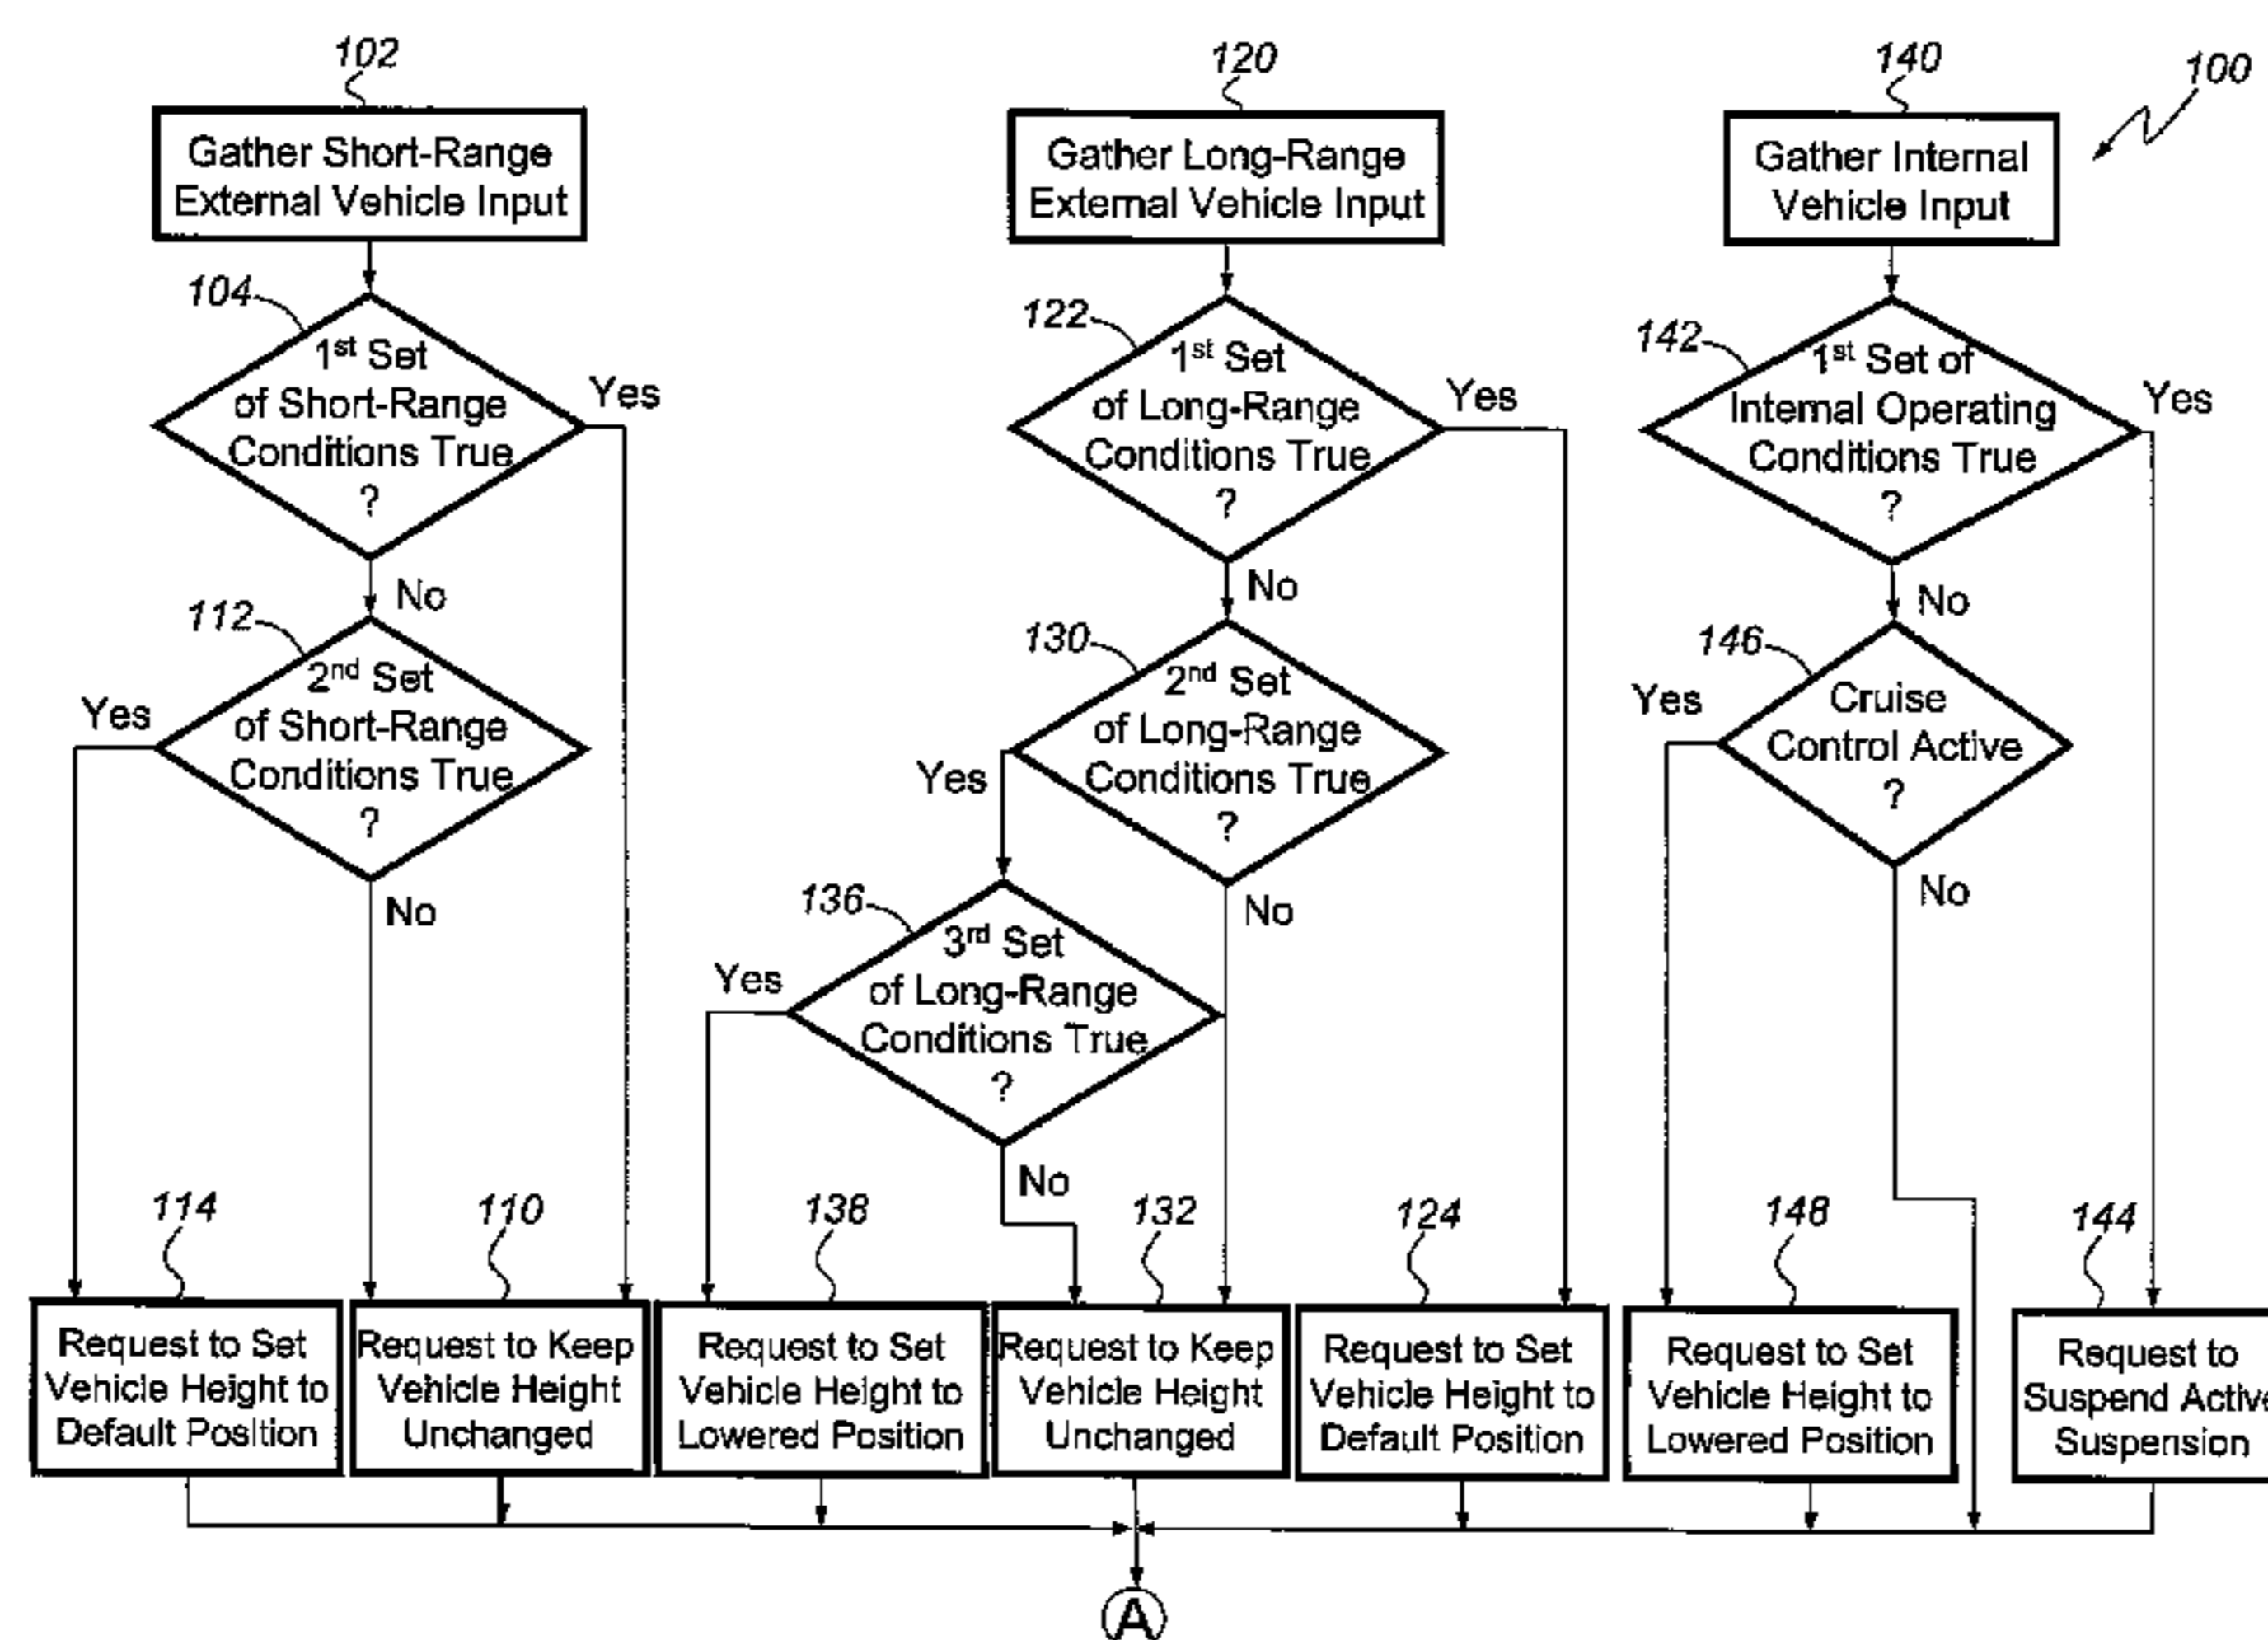 102
120
140
100
Gather Short-Range
External Vehicle Input
Gather Long-Range
External Vehicle Input
Gather Internal
Vehicle Input
104
1st Set
of Short-Range
Conditions True
?
Yes
No
122
1st Set
of Long-Range
Conditions True
?
Yes
No
142
1st Set of
Internal Operating
Conditions True
?
Yes
No
112
2nd Set
of Short-Range
Conditions True
?
Yes
No
130
2nd Set
of Long-Range
Conditions True
?
Yes
No
146
Cruise
Control Active
?
Yes
No
136
3rd Set
of Long-Range
Conditions True
?
Yes
No
114
Request to Set
Vehicle Height to
Default Position
110
Request to Keep
Vehicle Height
Unchanged
138
Request to Set
Vehicle Height to
Lowered Position
132
Request to Keep
Vehicle Height
Unchanged
124
Request to Set
Vehicle Height to
Default Position
148
Request to Set
Vehicle Height to
Lowered Position
144
Request to
Suspend Active
Suspension
A